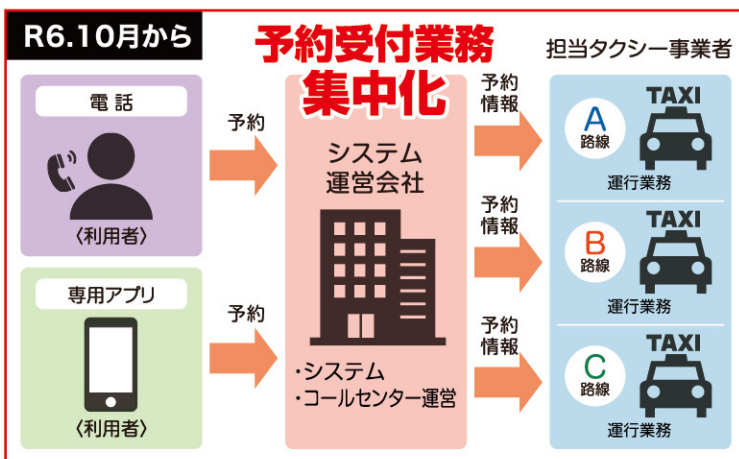 R6.10月から
予約受付業務
集中化
担当タクシー事業者
電話
〈利用者〉
専用アプリ
〈利用者〉
予約
予約
システム
運営会社
・システム
・コールセンター運営
予約
情報
予約
情報
予約
情報
A
路線
TAXI
運行業務
B
路線
TAXI
運行業務
C
路線
TAXI
運行業務